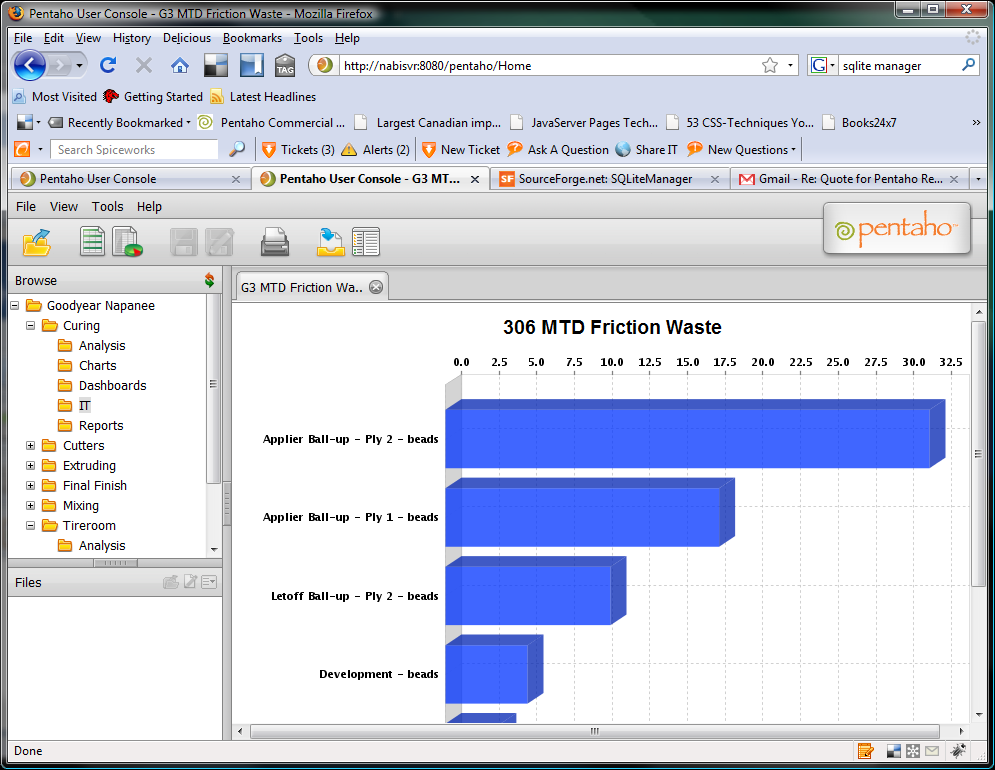 Pentaho User Console - G3 MTD Friction Waste - Mozilla Firefox
File Edit View History Delicious Bookmarks Tools Help
TAG http://nabisvr:8080/pentaho/Home G sqlite manager
Most Visited Getting Started Latest Headlines
Recently Bookmarked Pentaho Commercial ... Largest Canadian imp... JavaServer Pages Tech... 53 CSS-Techniques Yo... Books24x7 »
Search Spiceworks Tickets (3) Alerts (2) New Ticket Ask A Question Share IT New Questions
Pentaho User Console Pentaho User Console - G3 MT... SF SourceForge.net: SQLiteManager Gmail - Re: Quote for Pentaho Re...
File View Tools Help
pentaho™
Browse
G3 MTD Friction Wa..
Goodyear Napanee
Curing
Analysis
Charts
Dashboards
IT
Reports
Cutters
Extruding
Final Finish
Mixing
Tireroom
Analysis
Files
306 MTD Friction Waste
0.0 2.5 5.0 7.5 10.0 12.5 15.0 17.5 20.0 22.5 25.0 27.5 30.0 32.5
Applier Ball-up - Ply 2 - beads
Applier Ball-up - Ply 1 - beads
Letoff Ball-up - Ply 2 - beads
Development - beads
Done